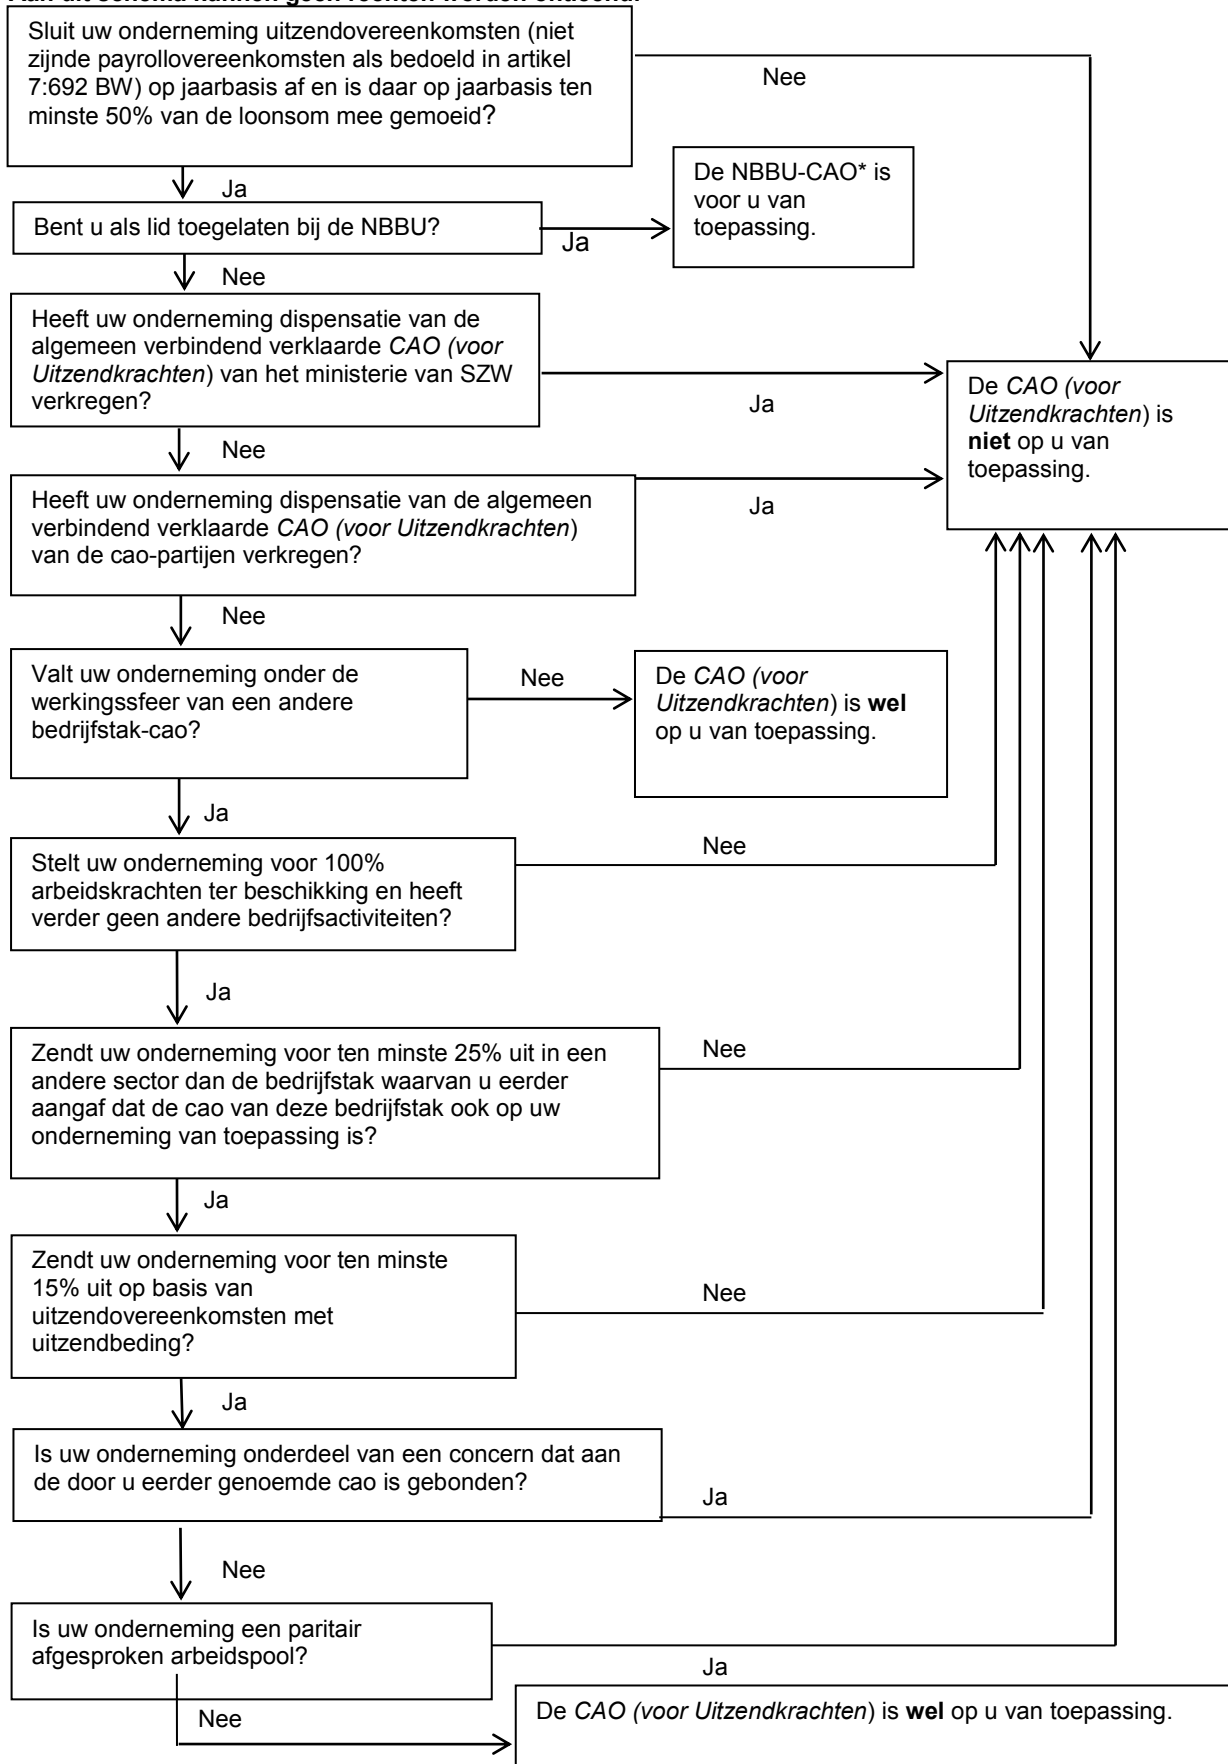 Sluit uw onderneming uitzendovereenkomsten (niet
zijnde payrollovereenkomsten als bedoeld in artikel
7:692 BW) op jaarbasis af en is daar op jaarbasis ten
minste 50% van de loonsom mee gemoeid?
Nee
Ja
De NBBU-CAO* is
voor u van
toepassing.
Bent u als lid toegelaten bij de NBBU?
Ja
Nee
Heeft uw onderneming dispensatie van de
algemeen verbindend verklaarde CAO (voor
Uitzendkrachten) van het ministerie van SZW
verkregen?
Ja
De CAO (voor
Uitzendkrachten) is
niet op u van
toepassing.
Nee
Heeft uw onderneming dispensatie van de algemeen
verbindend verklaarde CAO (voor Uitzendkrachten)
van de cao-partijen verkregen?
Ja
Nee
Valt uw onderneming onder de
werkingssfeer van een andere
bedrijfstak-cao?
Nee
De CAO (voor
Uitzendkrachten) is wel
op u van toepassing.
Ja
Stelt uw onderneming voor 100%
arbeidskrachten ter beschikking en heeft
verder geen andere bedrijfsactiviteiten?
Nee
Ja
Zendt uw onderneming voor ten minste 25% uit in een
andere sector dan de bedrijfstak waarvan u eerder
aangaf dat de cao van deze bedrijfstak ook op uw
onderneming van toepassing is?
Nee
Ja
Zendt uw onderneming voor ten minste
15% uit op basis van
uitzendovereenkomsten met
uitzendbeding?
Nee
Ja
Is uw onderneming onderdeel van een concern dat aan
de door u eerder genoemde cao is gebonden?
Ja
Nee
Is uw onderneming een paritair
afgesproken arbeidspool?
Ja
Nee
De CAO (voor Uitzendkrachten) is wel op u van toepassing.